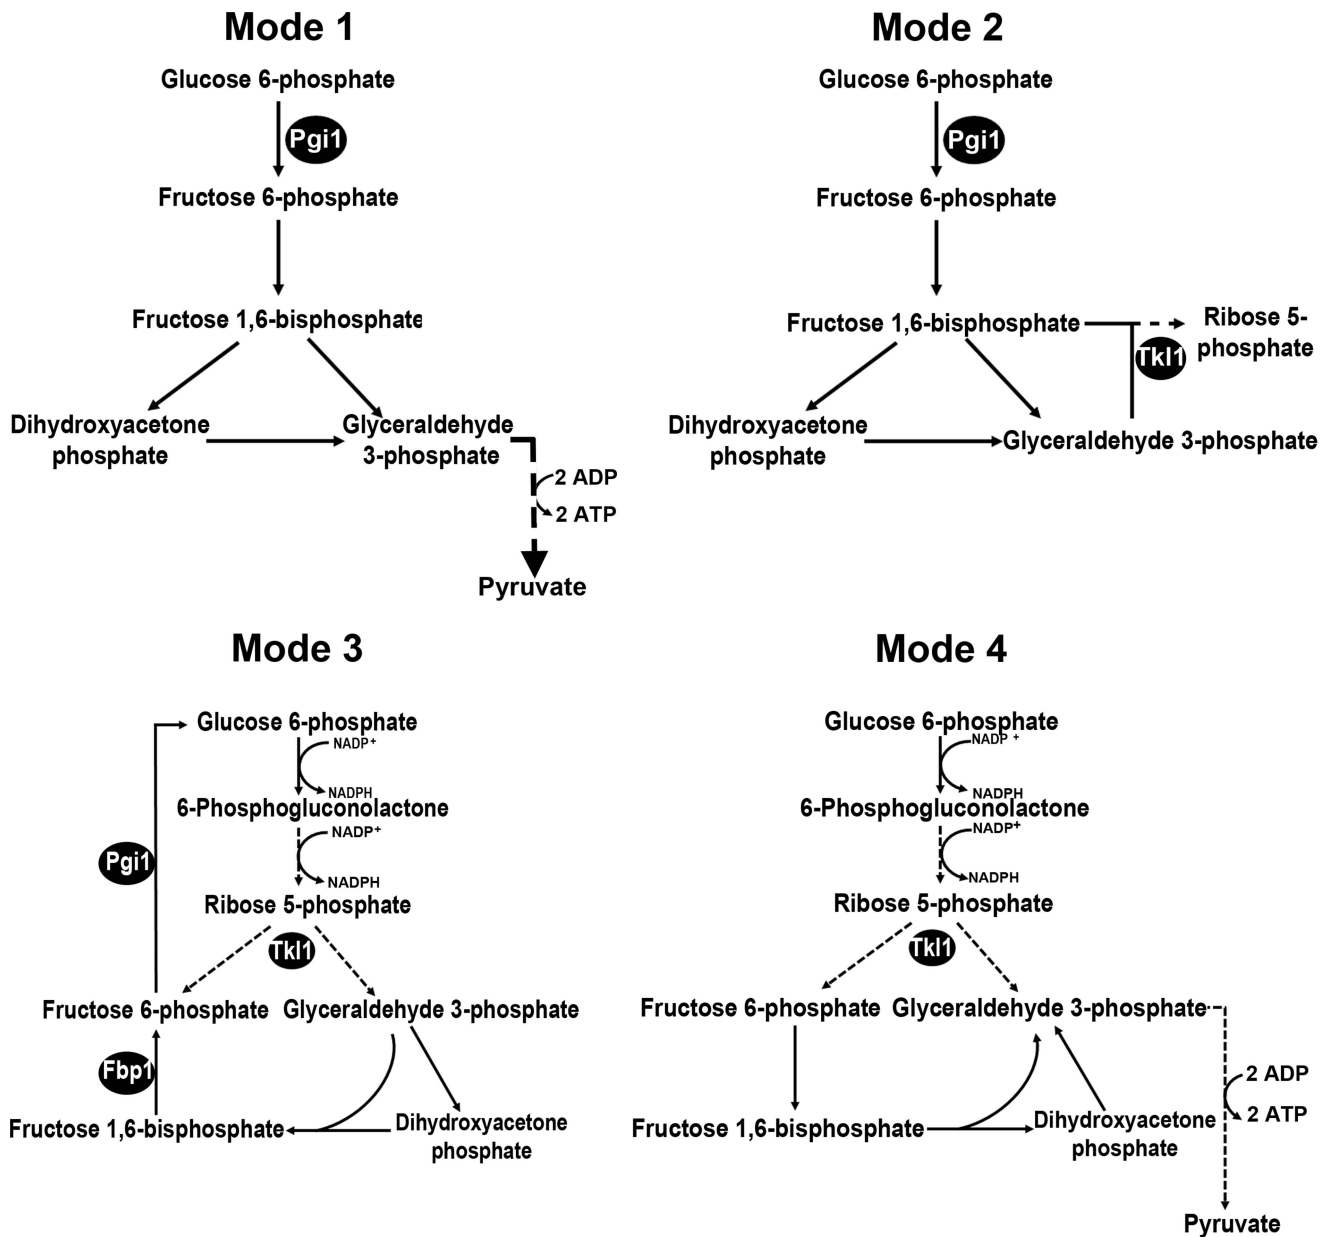 Mode 1
Glucose 6-phosphate
Pgi1
Fructose 6-phosphate
Fructose 1,6-bisphosphate
Dihydroxyacetone
phosphate
Glyceraldehyde
3-phosphate
2 ADP
2 ATP
Pyruvate
Mode 2
Glucose 6-phosphate
Pgi1
Fructose 6-phosphate
Fructose 1,6-bisphosphate
Ribose 5-
phosphate
Tkl1
Dihydroxyacetone
phosphate
Glyceraldehyde 3-phosphate
Mode 3
Glucose 6-phosphate
NADP+
NADPH
6-Phosphogluconolactone
NADP+
NADPH
Pgi1
Ribose 5-phosphate
Tkl1
Fructose 6-phosphate
Glyceraldehyde 3-phosphate
Fbp1
Fructose 1,6-bisphosphate
Dihydroxyacetone
phosphate
Mode 4
Glucose 6-phosphate
NADP +
NADPH
6-Phosphogluconolactone
NADP+
NADPH
Ribose 5-phosphate
Tkl1
Fructose 6-phosphate
Glyceraldehyde 3-phosphate
2 ADP
2 ATP
Fructose 1,6-bisphosphate
Dihydroxyacetone
phosphate
Pyruvate